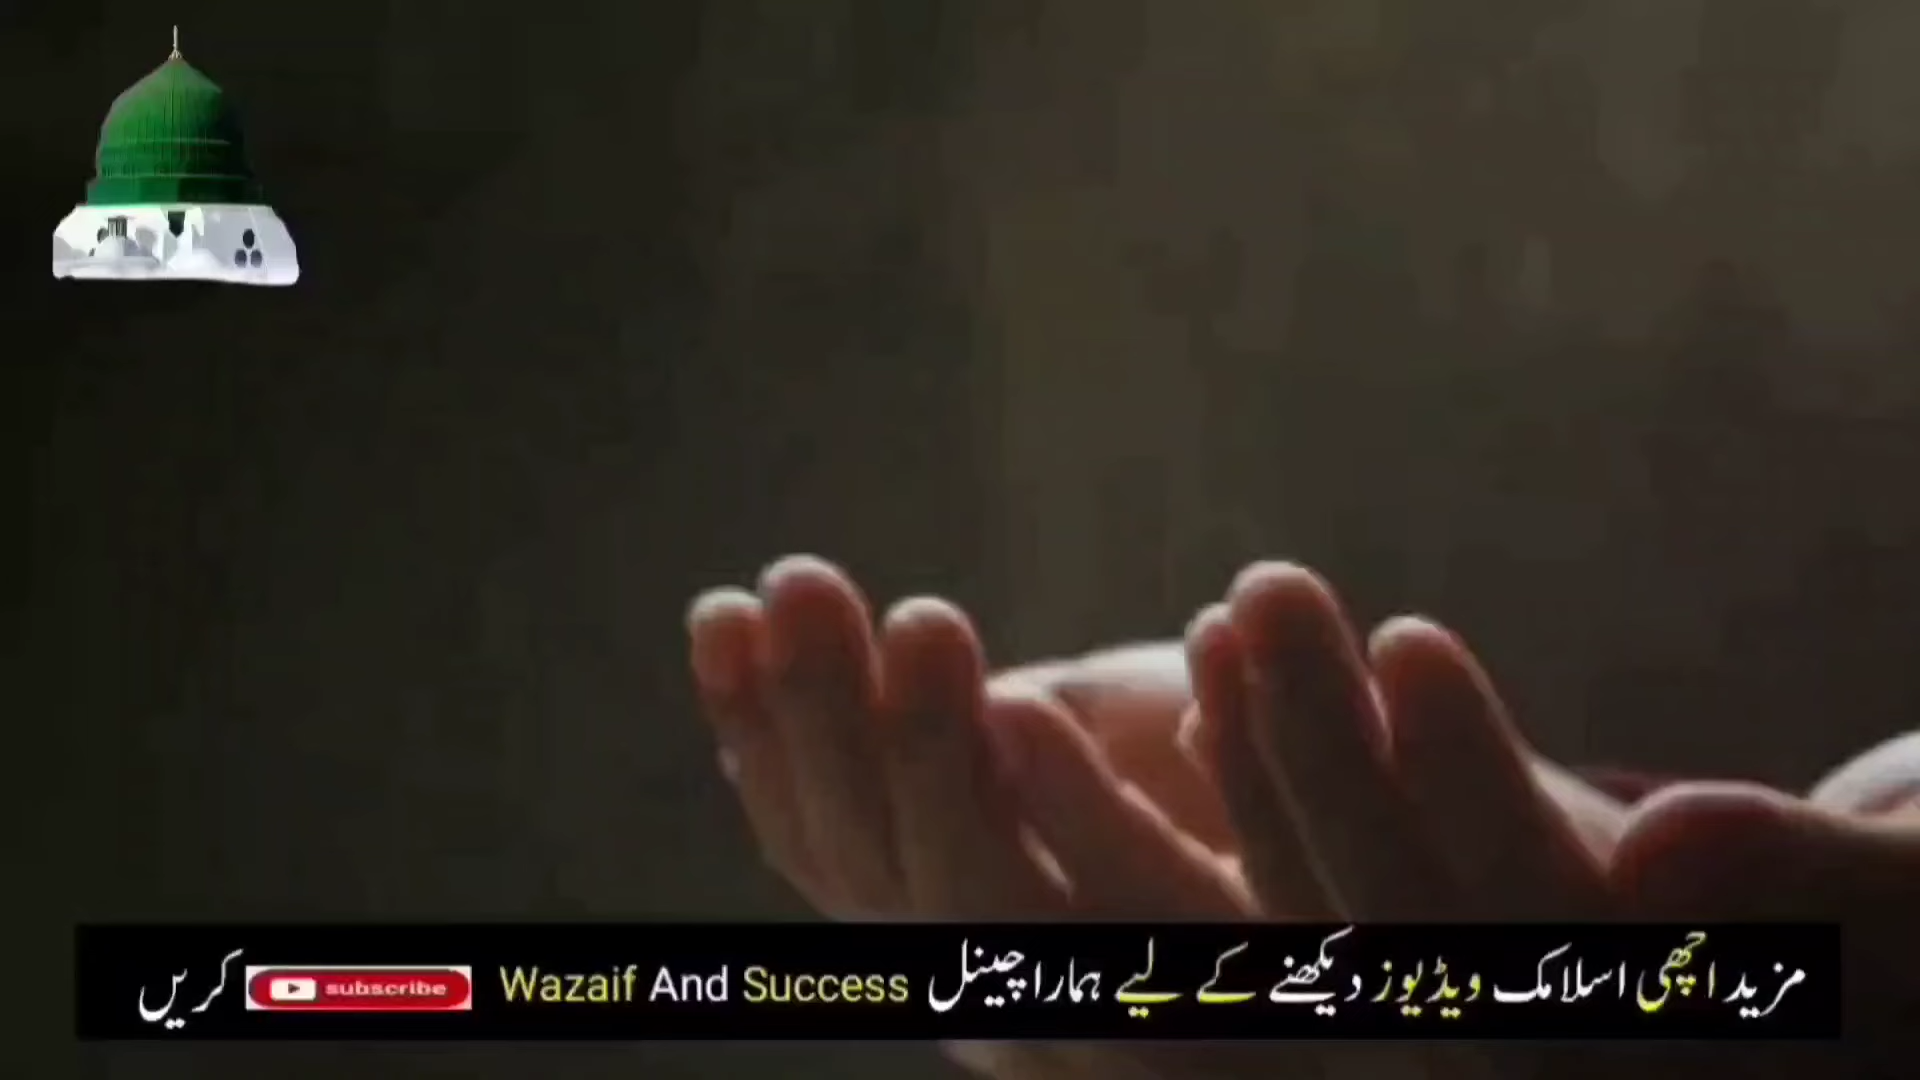 مزید اچھی اسلامک ویڈیوز دیکھنے کے لیے ہمارا چینل Wazaif And Success subscribe کریں